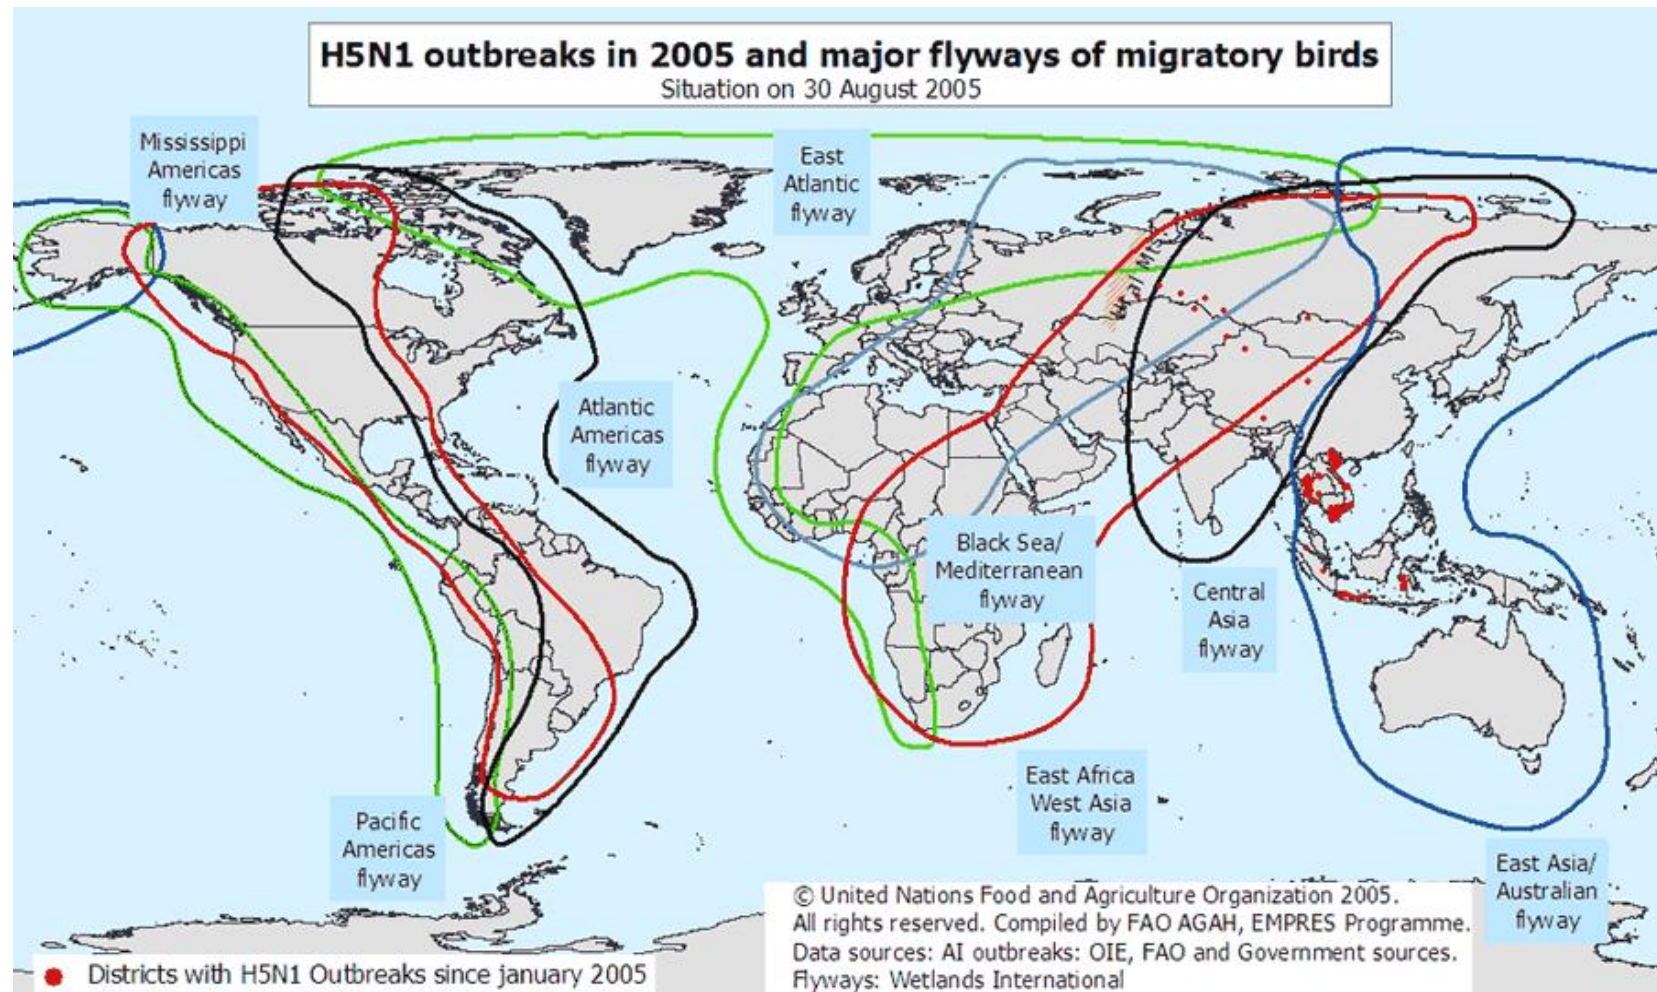 H5N1 outbreaks in 2005 and major flyways of migratory birds
Situation on 30 August 2005
Mississippi
Americas
flyway
East
Atlantic
flyway
Ural Mts
Atlantic
Americas
flyway
Black Sea/
Mediterranean
flyway
Central
Asia
flyway
East Africa
West Asia
flyway
Pacific
Americas
flyway
East Asia/
Australian
flyway
© United Nations Food and Agriculture Organization 2005.
All rights reserved. Compiled by FAO AGAH, EMPRES Programme.
Data sources: AI outbreaks: OIE, FAO and Government sources.
Flyways: Wetlands International
Districts with H5N1 Outbreaks since january 2005